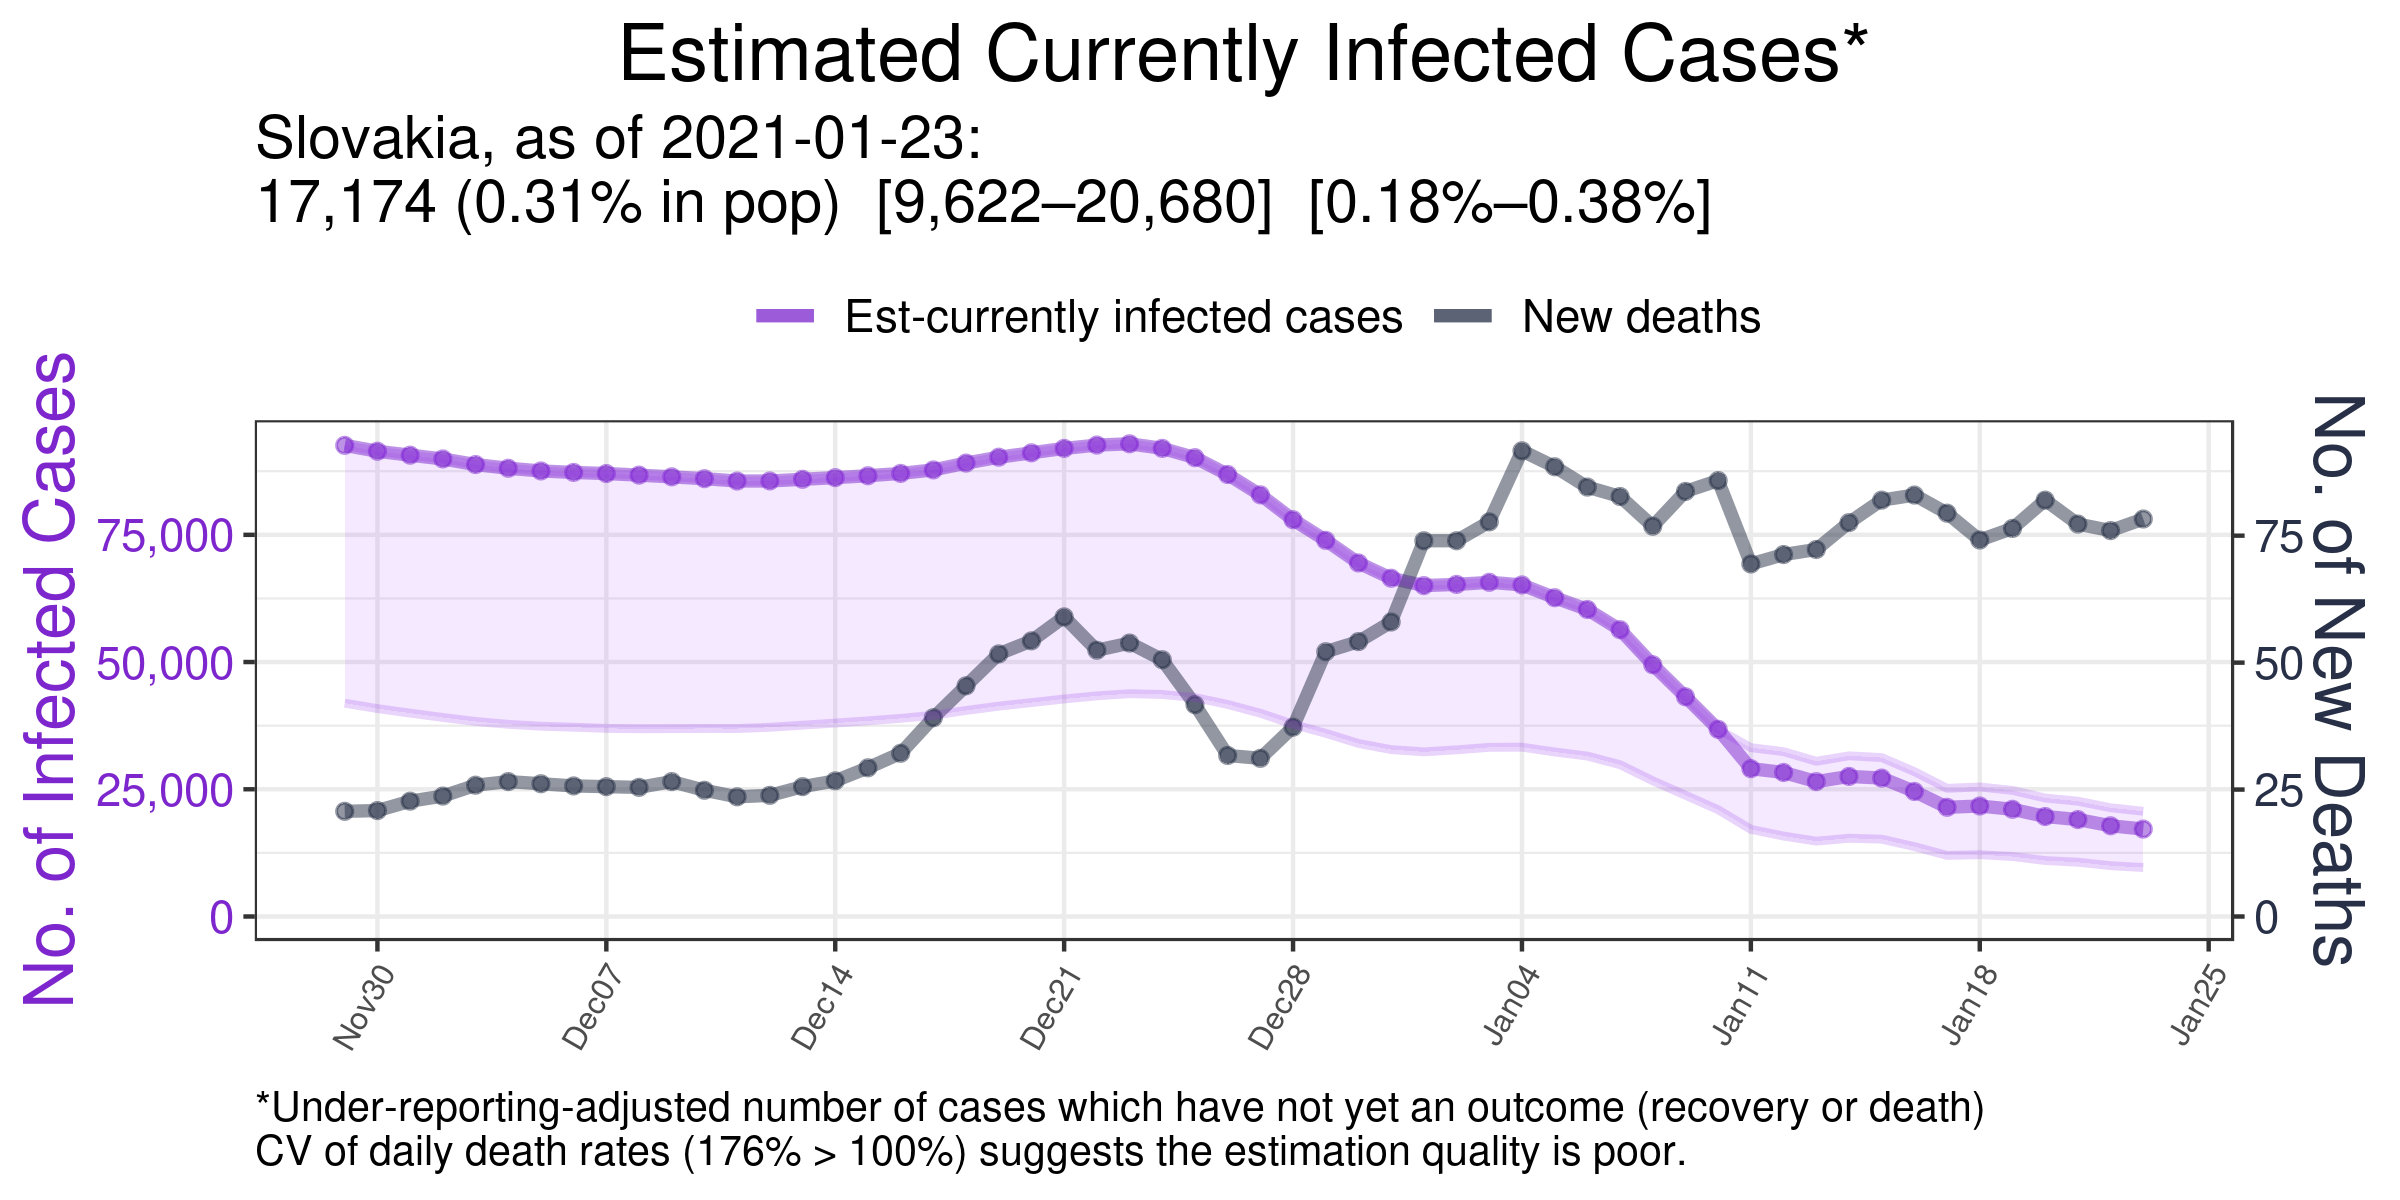 Estimated Currently Infected Cases*
Slovakia, as of 2021-01-23:
17,174 (0.31% in pop)  [9,622–20,680]  [0.18%–0.38%]
Est-currently infected cases
New deaths
No. of Infected Cases
75,000
50,000
25,000
0
75
50
25
0
No. of New Deaths
Nov30
Dec07
Dec14
Dec21
Dec28
Jan04
Jan11
Jan18
Jan25
*Under-reporting-adjusted number of cases which have not yet an outcome (recovery or death)
CV of daily death rates (176% > 100%) suggests the estimation quality is poor.